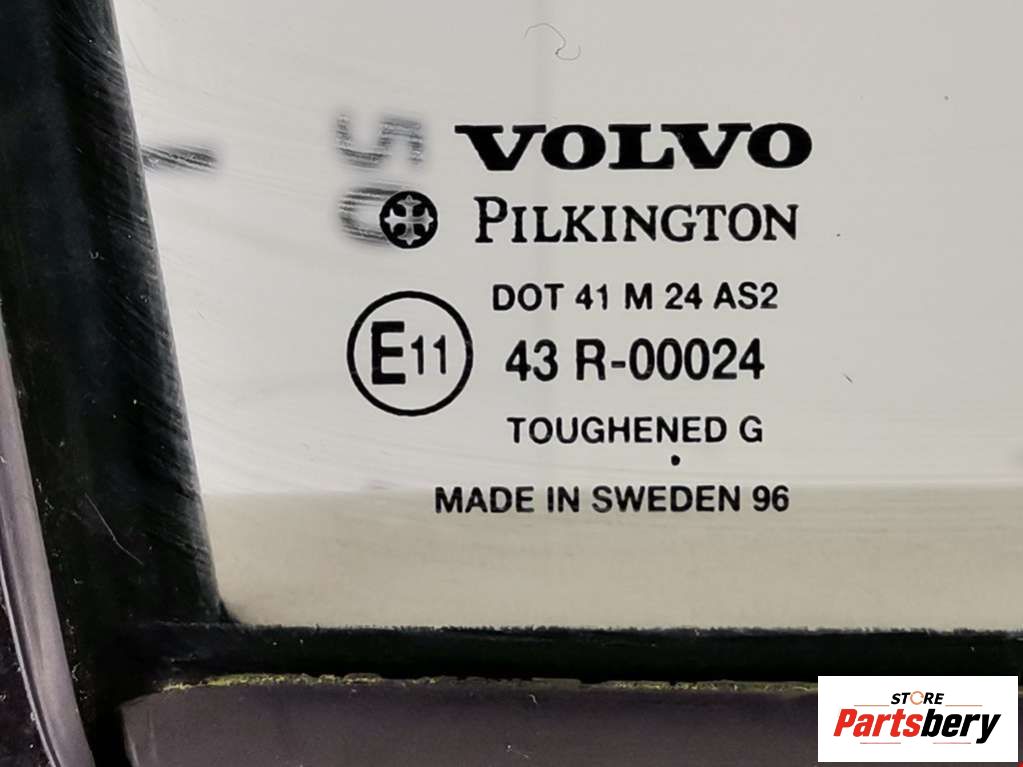 VOLVO
PILKINGTON
DOT 41 M 24 AS2
E11 43 R-00024
TOUGHENED G
.
MADE IN SWEDEN 96
STORE
Partsbery